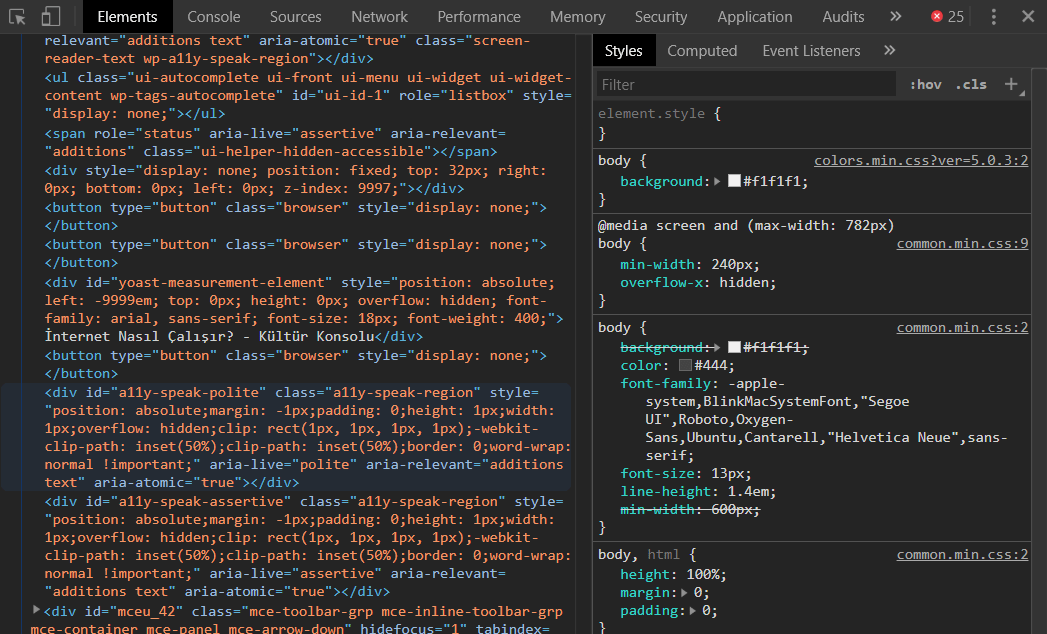 Elements Console Sources Network Performance Memory Security Application Audits » 25
relevant="additions text" aria-atomic="true" class="screen-
reader-text wp-a11y-speak-region"></div>
<ul class="ui-autocomplete ui-front ui-menu ui-widget ui-widget-
content wp-tags-autocomplete" id="ui-id-1" role="listbox" style=
"display: none;"></ul>
<span role="status" aria-live="assertive" aria-relevant=
"additions" class="ui-helper-hidden-accessible"></span>
<div style="display: none; position: fixed; top: 32px; right:
0px; bottom: 0px; left: 0px; z-index: 9997;"></div>
<button type="button" class="browser" style="display: none;">
</button>
<button type="button" class="browser" style="display: none;">
</button>
<div id="yoast-measurement-element" style="position: absolute;
left: -9999em; top: 0px; height: 0px; overflow: hidden; font-
family: arial, sans-serif; font-size: 18px; font-weight: 400;">
İnternet Nasıl Çalışır? - Kültür Konsolu</div>
<button type="button" class="browser" style="display: none;">
</button>
<div id="a11y-speak-polite" class="a11y-speak-region" style=
"position: absolute;margin: -1px;padding: 0;height: 1px;width:
1px;overflow: hidden;clip: rect(1px, 1px, 1px, 1px);-webkit-
clip-path: inset(50%);clip-path: inset(50%);border: 0;word-wrap:
normal !important;" aria-live="polite" aria-relevant="additions
text" aria-atomic="true"></div>
<div id="a11y-speak-assertive" class="a11y-speak-region" style=
"position: absolute;margin: -1px;padding: 0;height: 1px;width:
1px;overflow: hidden;clip: rect(1px, 1px, 1px, 1px);-webkit-
clip-path: inset(50%);clip-path: inset(50%);border: 0;word-wrap:
normal !important;" aria-live="assertive" aria-relevant=
"additions text" aria-atomic="true"></div>
<div id="mceu_42" class="mce-toolbar-grp mce-inline-toolbar-grp
mce-container mce-panel mce-arrow-down" hidefocus="1" tabindex=
Styles Computed Event Listeners »
Filter :hov .cls +
element.style {
}
body { colors.min.css?ver=5.0.3:2
background: #f1f1f1;
}
@media screen and (max-width: 782px)
body { common.min.css:9
min-width: 240px;
overflow-x: hidden;
}
body { common.min.css:2
background: #f1f1f1;
color: #444;
font-family: -apple-
system,BlinkMacSystemFont,"Segoe
UI",Roboto,Oxygen-
Sans,Ubuntu,Cantarell,"Helvetica Neue",sans-
serif;
font-size: 13px;
line-height: 1.4em;
min-width: 600px;
}
body, html { common.min.css:2
height: 100%;
margin: 0;
padding: 0;
}